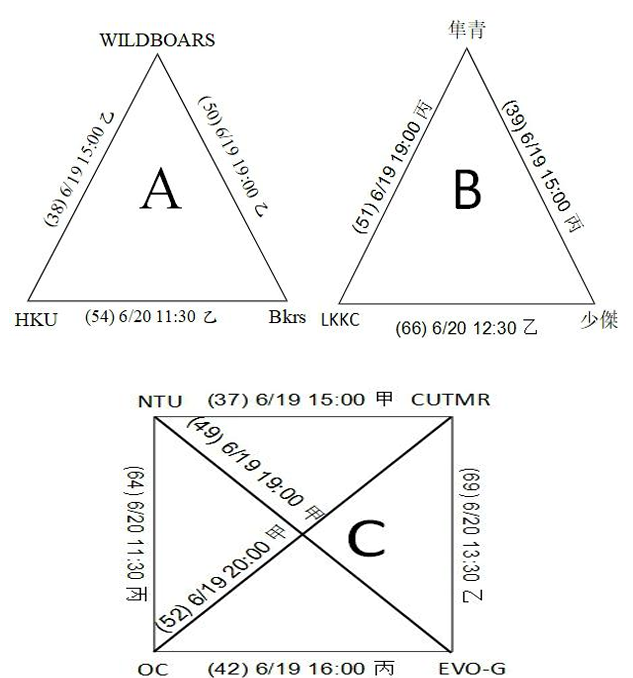 WILDBOARS
(38) 6/19 15:00 乙
(50) 6/19 19:00 乙
A
HKU
(54) 6/20 11:30 乙
Bkrs
隼青
(51) 6/19 19:00 丙
(39) 6/19 15:00 丙
B
LKKC
(66) 6/20 12:30 乙
少傑
NTU
(37) 6/19 15:00 甲
CUTMR
(49) 6/19 19:00 甲
(64) 6/20 11:30 丙
(69) 6/20 13:30 乙
C
(52) 6/19 20:00 甲
OC
(42) 6/19 16:00 丙
EVO-G